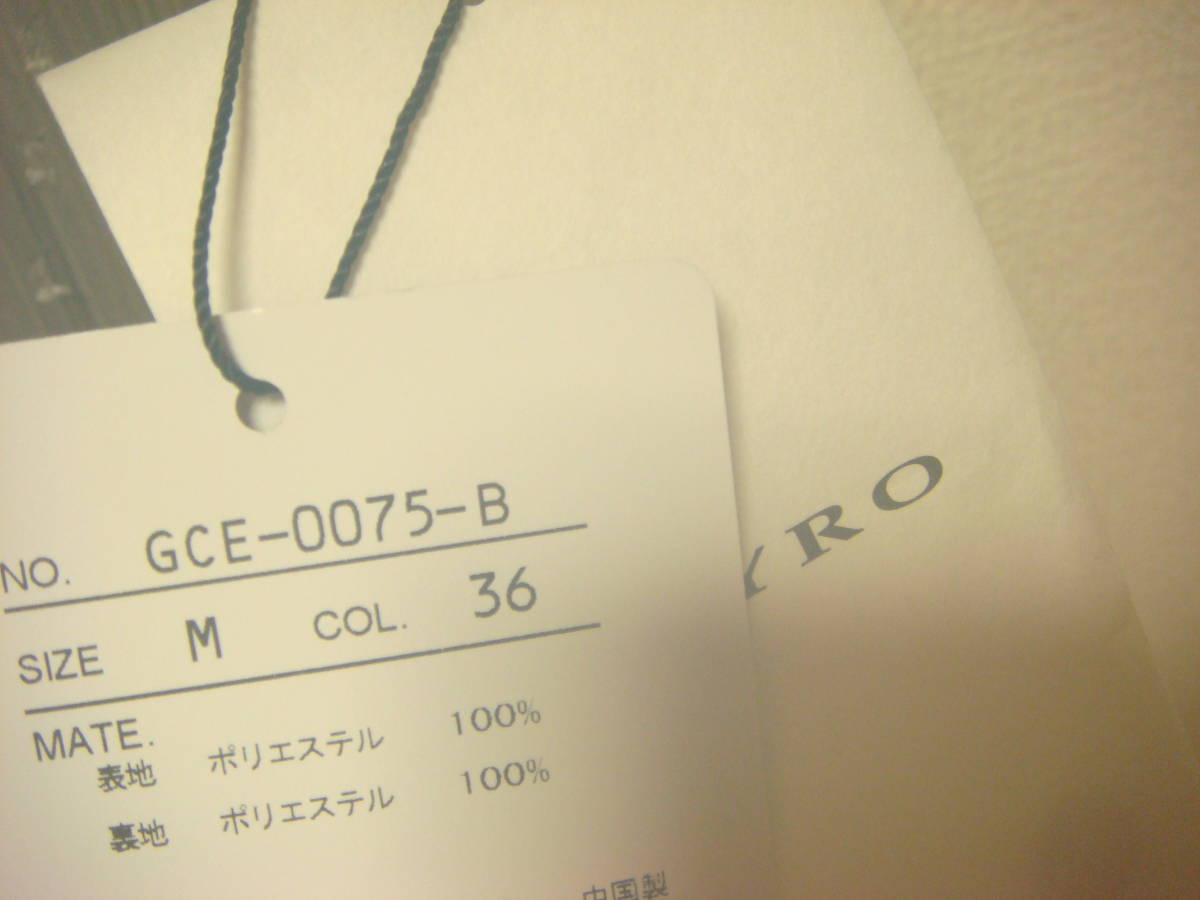 NO. GCE-0075-B
SIZE M COL. 36
MATE.
表地 ポリエステル 100%
裏地 ポリエステル 100%
中国製
YRO